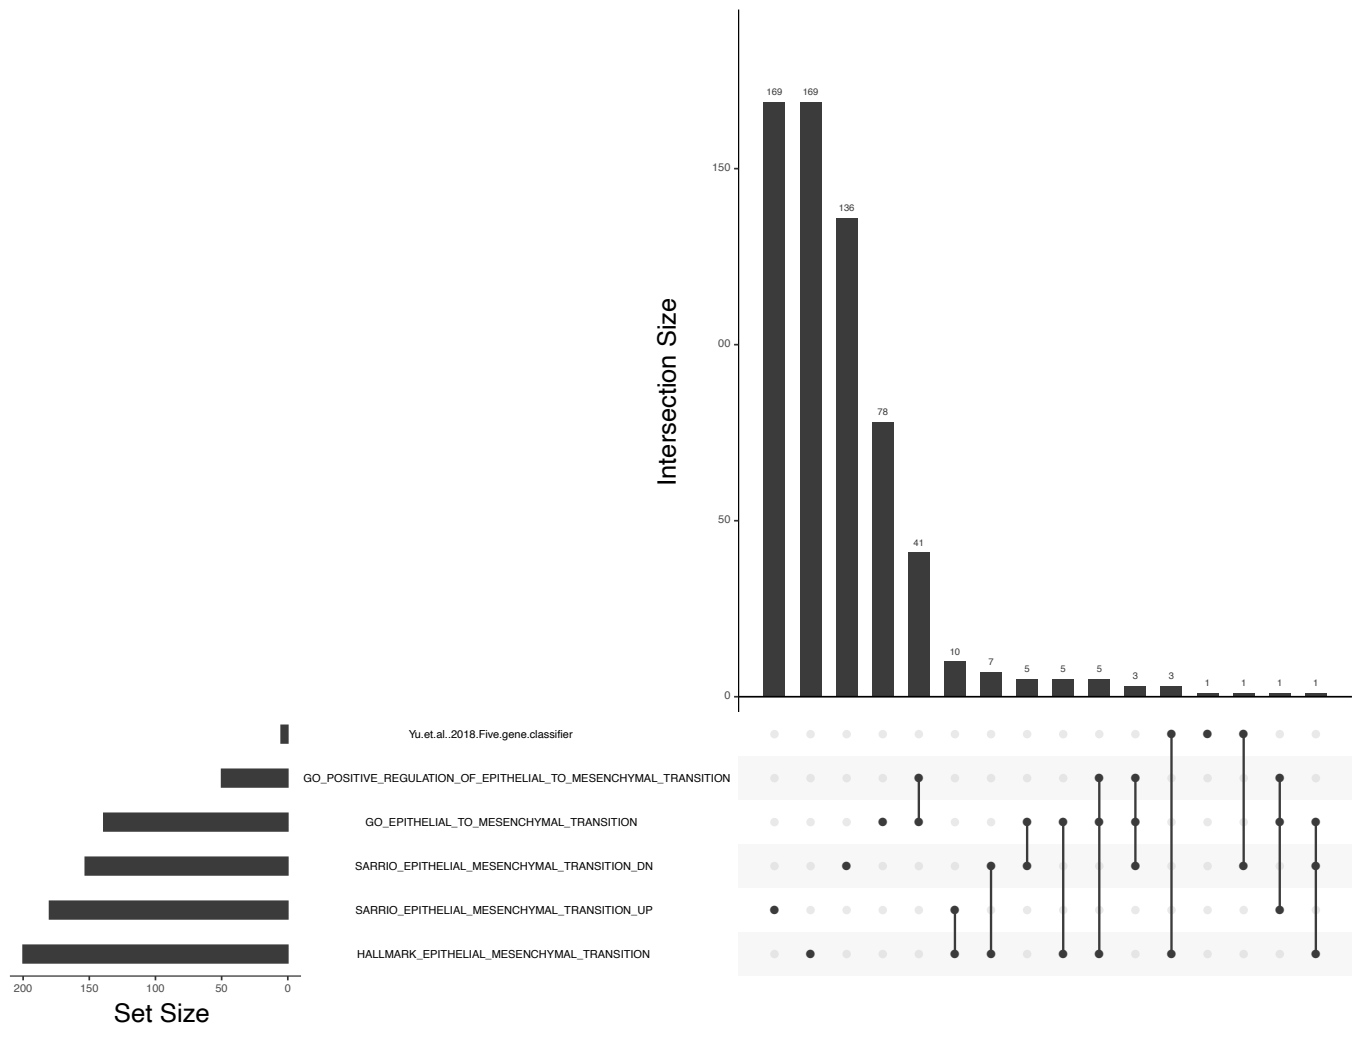 169 169
150
136
Intersection Size
00
78
50
41
10
7
5 5 5
3 3
1 1 1 1
0
Yu.et.al..2018.Five.gene.classifier
GO_POSITIVE_REGULATION_OF_EPITHELIAL_TO_MESENCHYMAL_TRANSITION
GO_EPITHELIAL_TO_MESENCHYMAL_TRANSITION
SARRIO_EPITHELIAL_MESENCHYMAL_TRANSITION_DN
SARRIO_EPITHELIAL_MESENCHYMAL_TRANSITION_UP
HALLMARK_EPITHELIAL_MESENCHYMAL_TRANSITION
200 150 100 50 0
Set Size